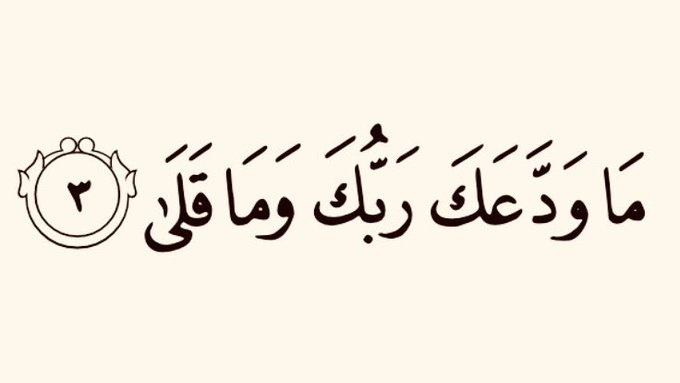 مَا وَدَّعَكَ رَبُّكَ وَمَا قَلَىٰ ٣